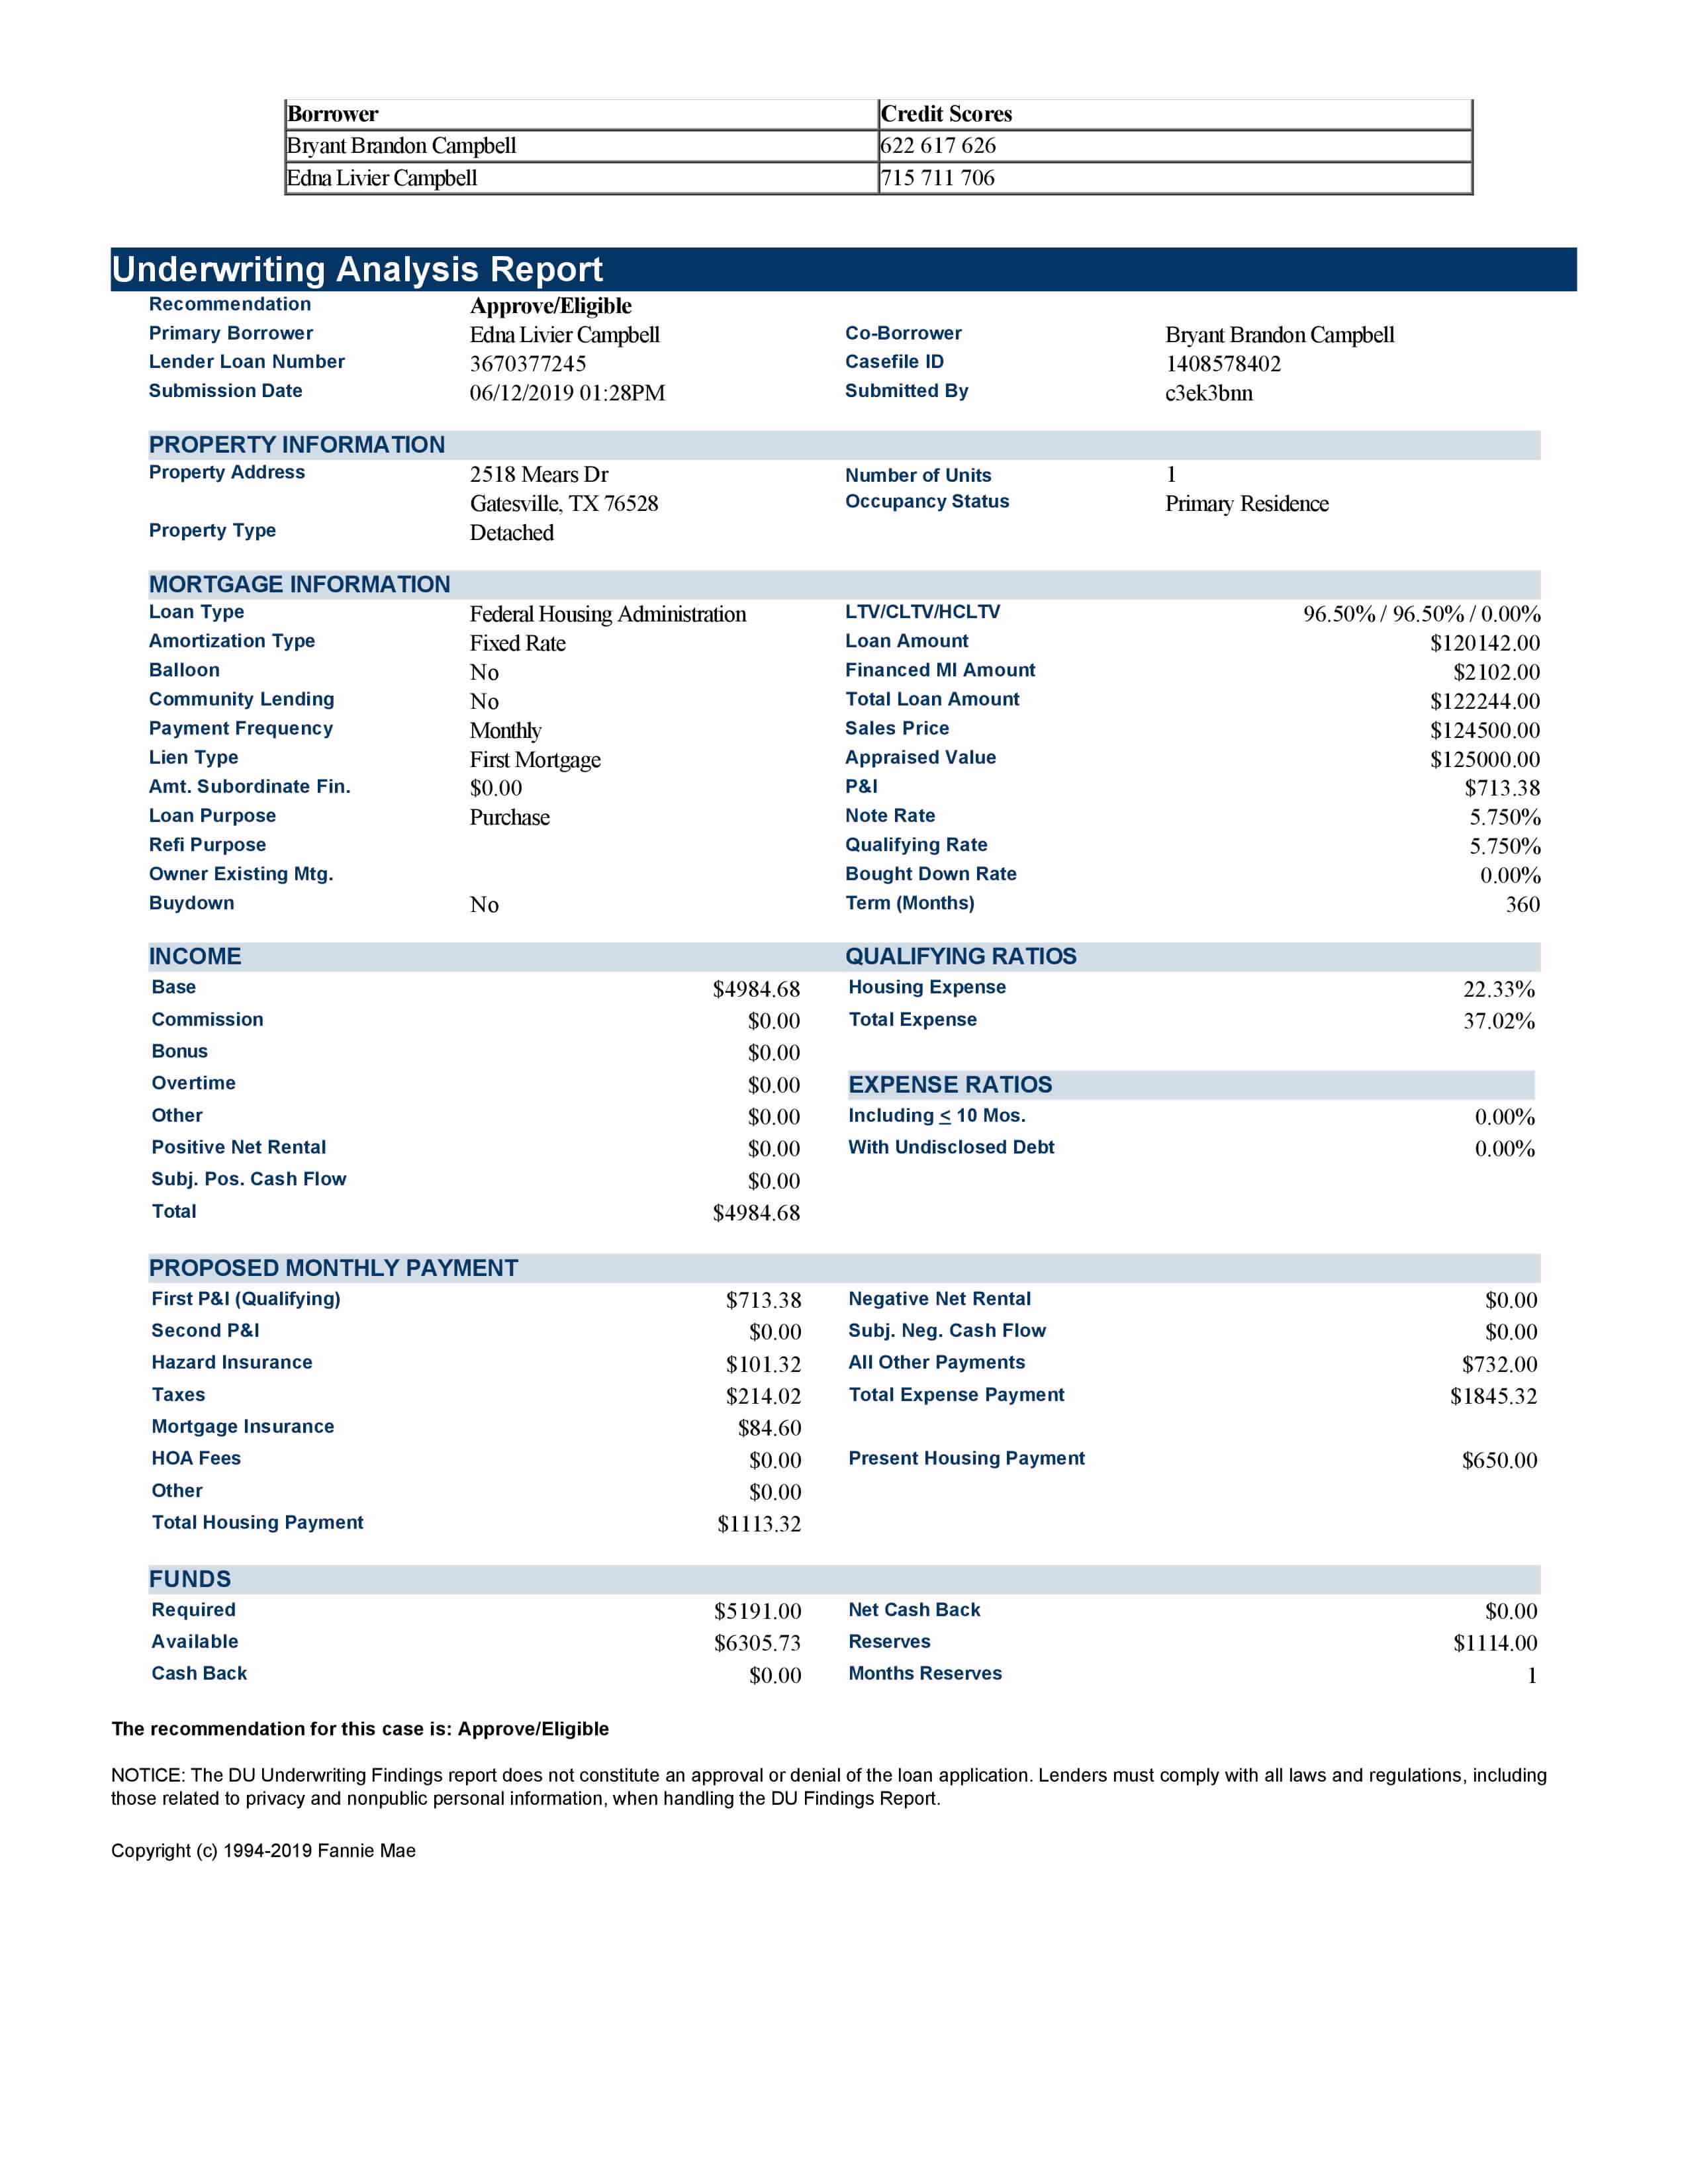 Borrower Credit Scores
Bryant Brandon Campbell 622 617 626
Edna Livier Campbell 715 711 706
Underwriting Analysis Report
Recommendation Approve/Eligible
Primary Borrower Edna Livier Campbell Co-Borrower Bryant Brandon Campbell
Lender Loan Number 3670377245 Casefile ID 1408578402
Submission Date 06/12/2019 01:28PM Submitted By c3ek3bnn
PROPERTY INFORMATION
Property Address 2518 Mears Dr Number of Units 1
Gatesville, TX 76528 Occupancy Status Primary Residence
Property Type Detached
MORTGAGE INFORMATION
Loan Type Federal Housing Administration LTV/CLTV/HCLTV 96.50% / 96.50% / 0.00%
Amortization Type Fixed Rate Loan Amount $120142.00
Balloon No Financed MI Amount $2102.00
Community Lending No Total Loan Amount $122244.00
Payment Frequency Monthly Sales Price $124500.00
Lien Type First Mortgage Appraised Value $125000.00
Amt. Subordinate Fin. $0.00 P&I $713.38
Loan Purpose Purchase Note Rate 5.750%
Refi Purpose Qualifying Rate 5.750%
Owner Existing Mtg. Bought Down Rate 0.00%
Buydown No Term (Months) 360
INCOME QUALIFYING RATIOS
Base $4984.68 Housing Expense 22.33%
Commission $0.00 Total Expense 37.02%
Bonus $0.00
Overtime $0.00 EXPENSE RATIOS
Other $0.00 Including ≤ 10 Mos. 0.00%
Positive Net Rental $0.00 With Undisclosed Debt 0.00%
Subj. Pos. Cash Flow $0.00
Total $4984.68
PROPOSED MONTHLY PAYMENT
First P&I (Qualifying) $713.38 Negative Net Rental $0.00
Second P&I $0.00 Subj. Neg. Cash Flow $0.00
Hazard Insurance $101.32 All Other Payments $732.00
Taxes $214.02 Total Expense Payment $1845.32
Mortgage Insurance $84.60
HOA Fees $0.00 Present Housing Payment $650.00
Other $0.00
Total Housing Payment $1113.32
FUNDS
Required $5191.00 Net Cash Back $0.00
Available $6305.73 Reserves $1114.00
Cash Back $0.00 Months Reserves 1
The recommendation for this case is: Approve/Eligible
NOTICE: The DU Underwriting Findings report does not constitute an approval or denial of the loan application. Lenders must comply with all laws and regulations, including
those related to privacy and nonpublic personal information, when handling the DU Findings Report.
Copyright (c) 1994-2019 Fannie Mae